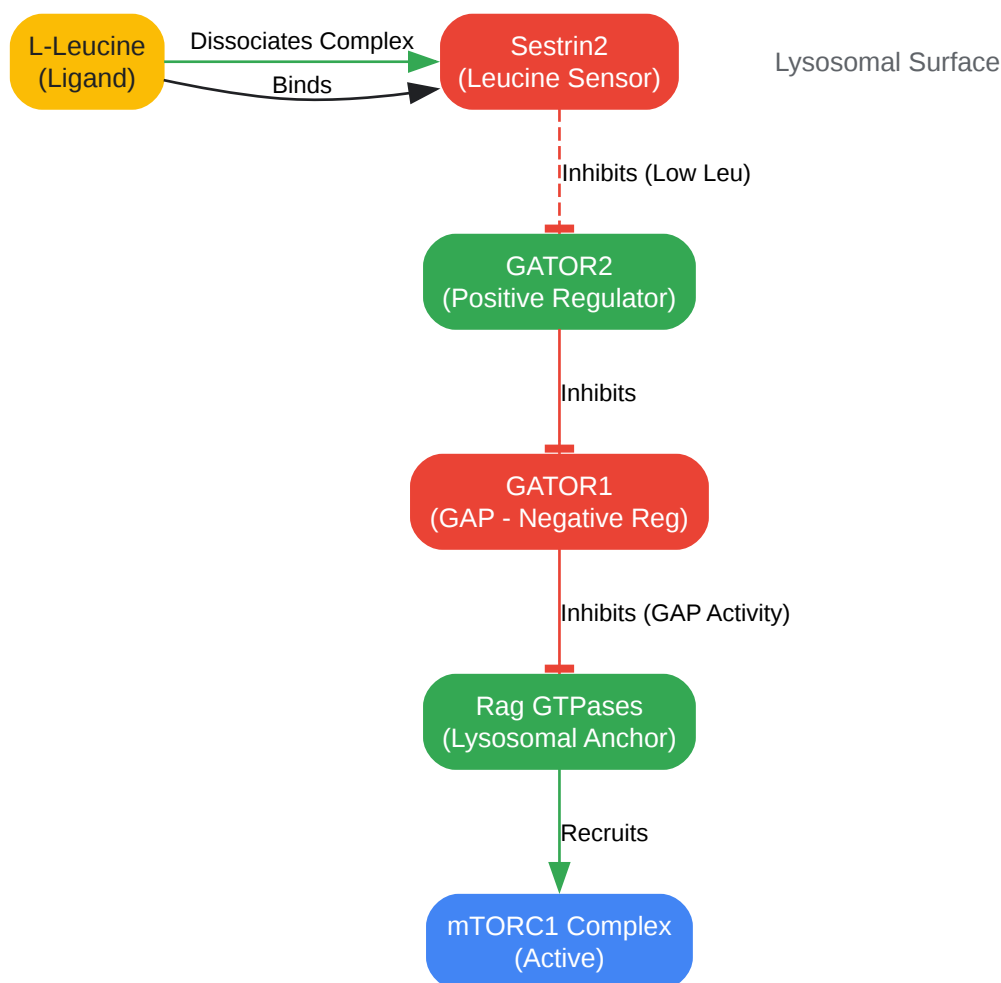 L-Leucine
(Ligand)
Dissociates Complex
Binds
Sestrin2
(Leucine Sensor)
Lysosomal Surface
Inhibits (Low Leu)
GATOR2
(Positive Regulator)
Inhibits
GATOR1
(GAP - Negative Reg)
Inhibits (GAP Activity)
Rag GTPases
(Lysosomal Anchor)
Recruits
mTORC1 Complex
(Active)